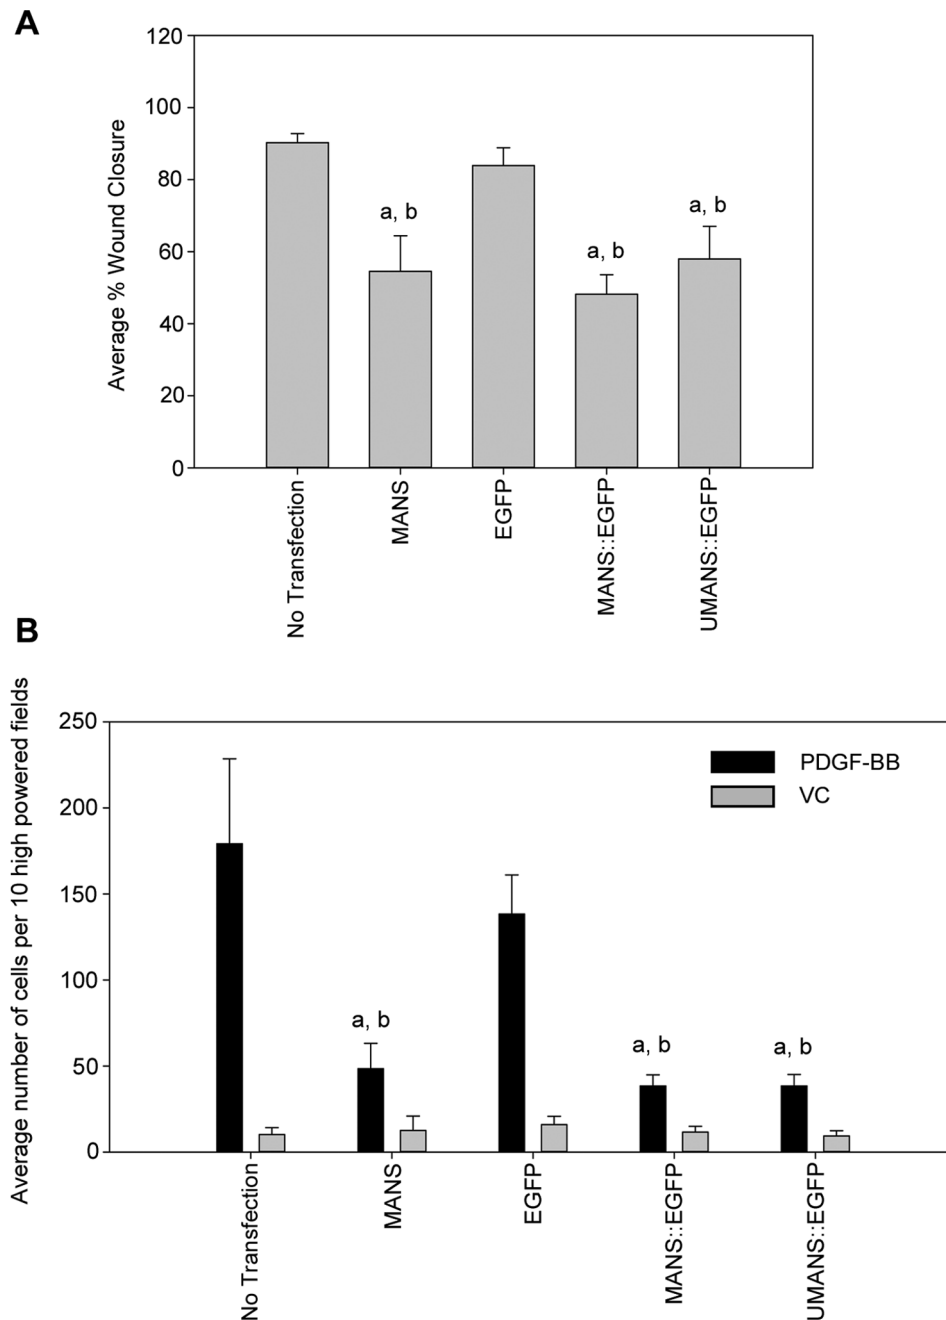 A
Average % Wound Closure
120
100
80
60
40
20
0
a, b
a, b
a, b
No Transfection
MANS
EGFP
MANS::EGFP
UMANS::EGFP
B
Average number of cells per 10 high powered fields
250
200
150
100
50
0
PDGF-BB
VC
a, b
a, b
a, b
No Transfection
MANS
EGFP
MANS::EGFP
UMANS::EGFP